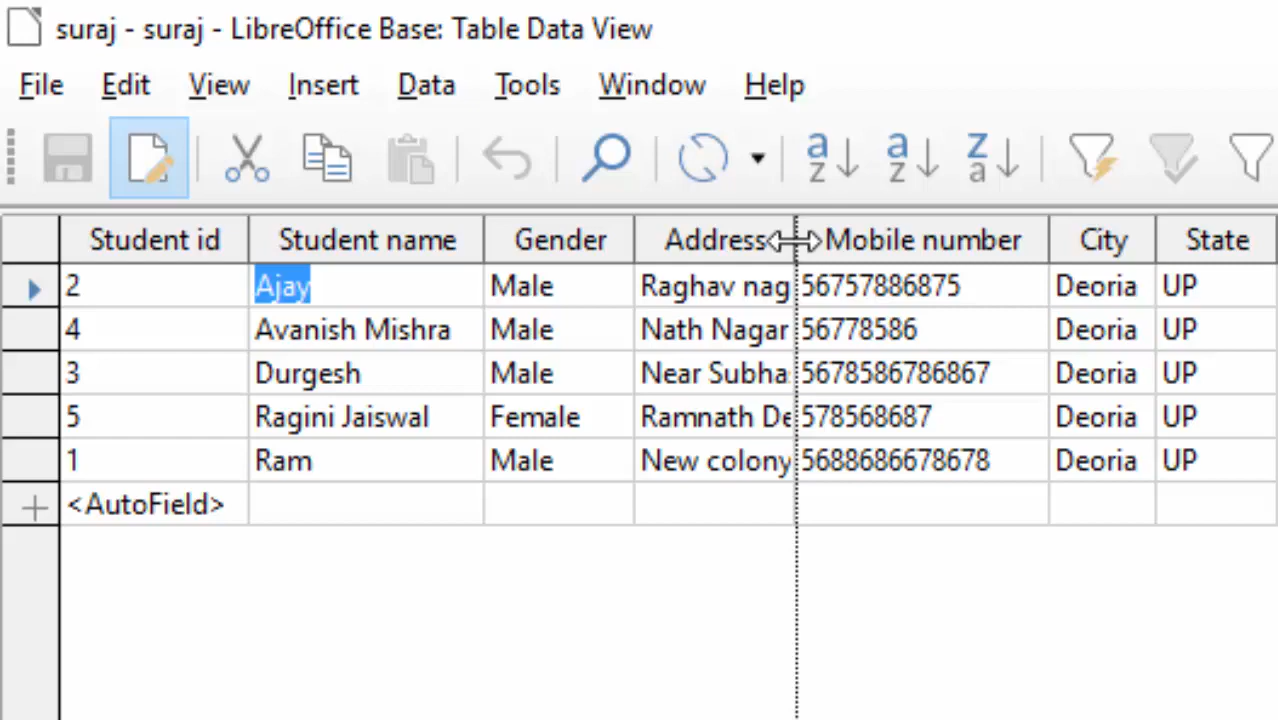 suraj - suraj - LibreOffice Base: Table Data View
File Edit View Insert Data Tools Window Help
Student id Student name Gender Address Mobile number City State
2 Ajay Male Raghav nag 56757886875 Deoria UP
4 Avanish Mishra Male Nath Nagar 56778586 Deoria UP
3 Durgesh Male Near Subha 5678586786867 Deoria UP
5 Ragini Jaiswal Female Ramnath De 578568687 Deoria UP
1 Ram Male New colony 5688686678678 Deoria UP
<AutoField>